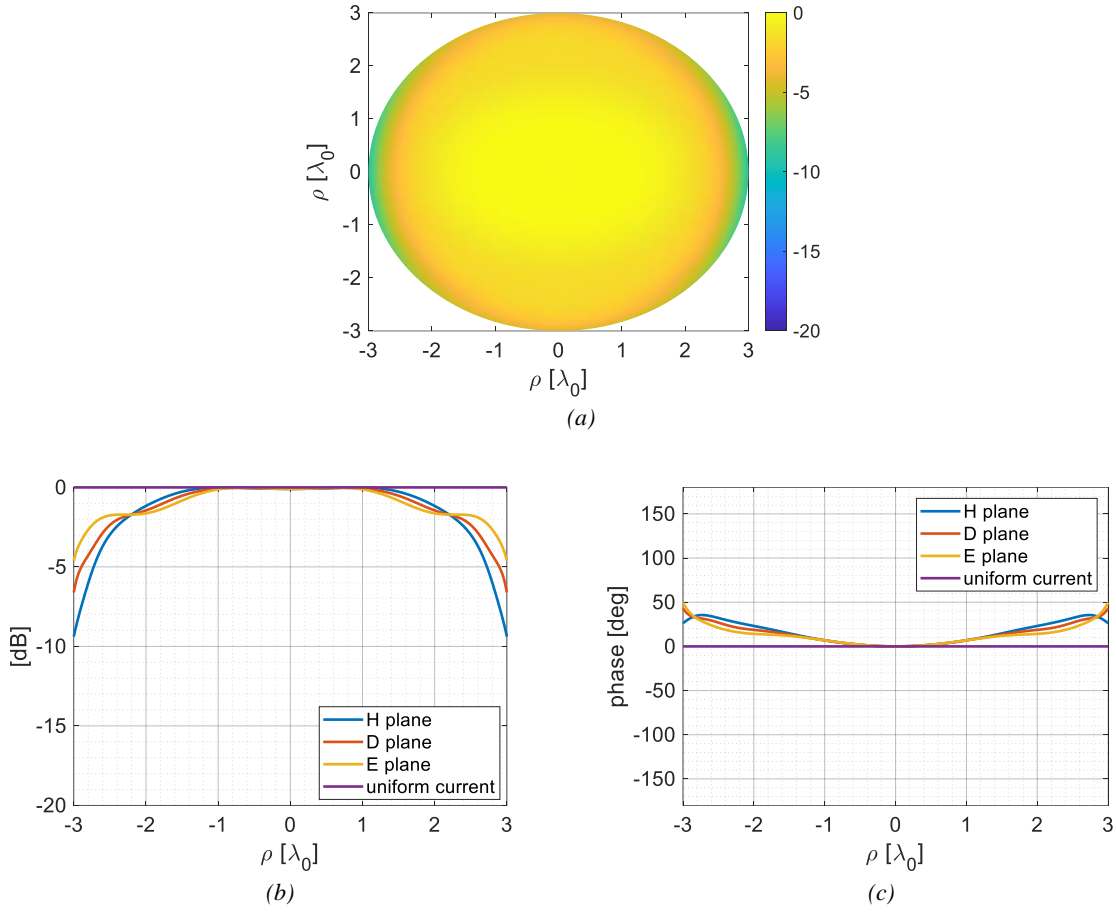 3
2
1
0
-1
-2
-3
ρ [λ0]
-3 -2 -1 0 1 2 3
ρ [λ0]
0
-5
-10
-15
-20
(a)
0
-5
-10
-15
-20
[dB]
H plane
D plane
E plane
uniform current
-3 -2 -1 0 1 2 3
ρ [λ0]
(b)
150
100
50
0
-50
-100
-150
phase [deg]
H plane
D plane
E plane
uniform current
-3 -2 -1 0 1 2 3
ρ [λ0]
(c)